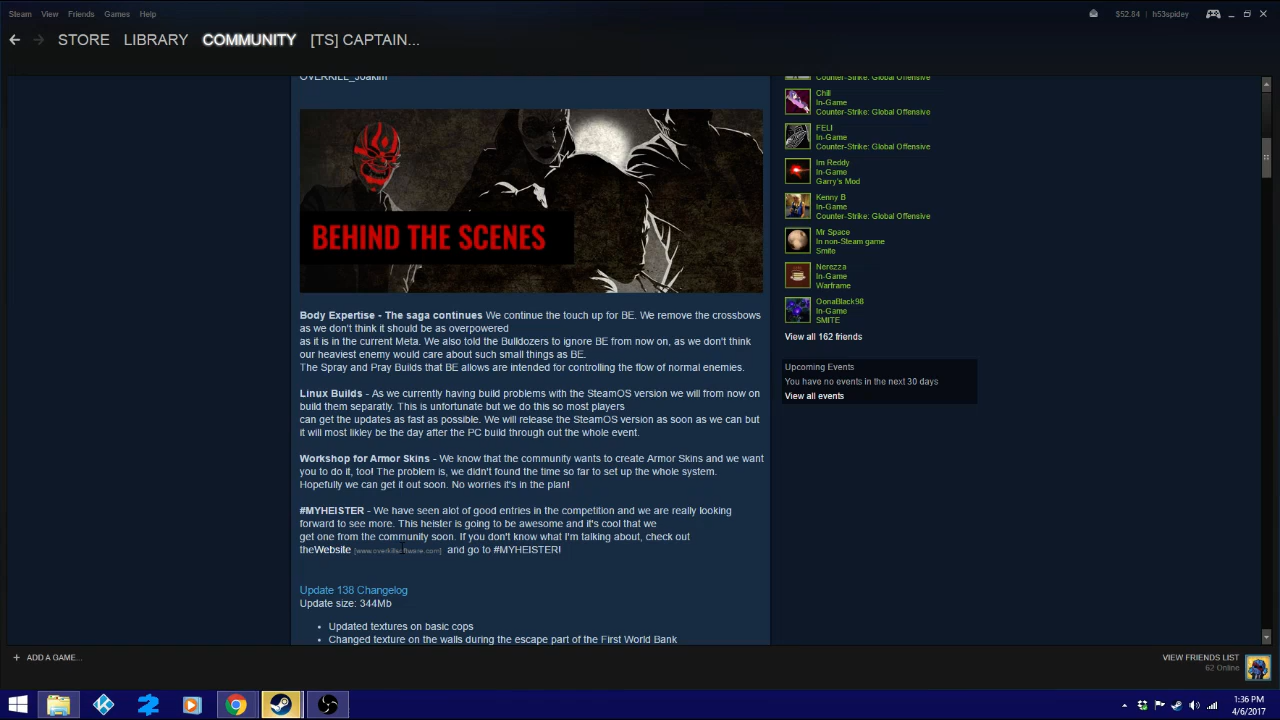 Steam View Friends Games Help
$52.84 h53spidey
STORE LIBRARY COMMUNITY [TS] CAPTAIN...
OVERKILL_Joakim
BEHIND THE SCENES
Body Expertise - The saga continues We continue the touch up for BE. We remove the crossbows
as we don't think it should be as overpowered
as it is in the current Meta. We also told the Bulldozers to ignore BE from now on, as we don't think
our heaviest enemy would care about such small things as BE.
The Spray and Pray Builds that BE allows are intended for controlling the flow of normal enemies.
Linux Builds - As we currently having build problems with the SteamOS version we will from now on
build them separatly. This is unfortunate but we do this so most players
can get the updates as fast as possible. We will release the SteamOS version as soon as we can but
it will most likley be the day after the PC build through out the whole event.
Workshop for Armor Skins - We know that the community wants to create Armor Skins and we want
you to do it, too! The problem is, we didn't found the time so far to set up the whole system.
Hopefully we can get it out soon. No worries it's in the plan!
#MYHEISTER - We have seen alot of good entries in the competition and we are really looking
forward to see more. This heister is going to be awesome and it's cool that we
get one from the community soon. If you don't know what I'm talking about, check out
theWebsite [www.overkillsoftware.com] and go to #MYHEISTER!
Update 138 Changelog
Update size: 344Mb
• Updated textures on basic cops
• Changed texture on the walls during the escape part of the First World Bank
Counter-Strike: Global Offensive
Chill
In-Game
Counter-Strike: Global Offensive
FELI
In-Game
Counter-Strike: Global Offensive
Im Reddy
In-Game
Garry's Mod
Kenny B
In-Game
Counter-Strike: Global Offensive
Mr Space
In non-Steam game
Smite
Nerezza
In-Game
Warframe
OonaBlack98
In-Game
SMITE
View all 162 friends
Upcoming Events
You have no events in the next 30 days
View all events
+ ADD A GAME...
VIEW FRIENDS LIST
62 Online
1:36 PM
4/6/2017